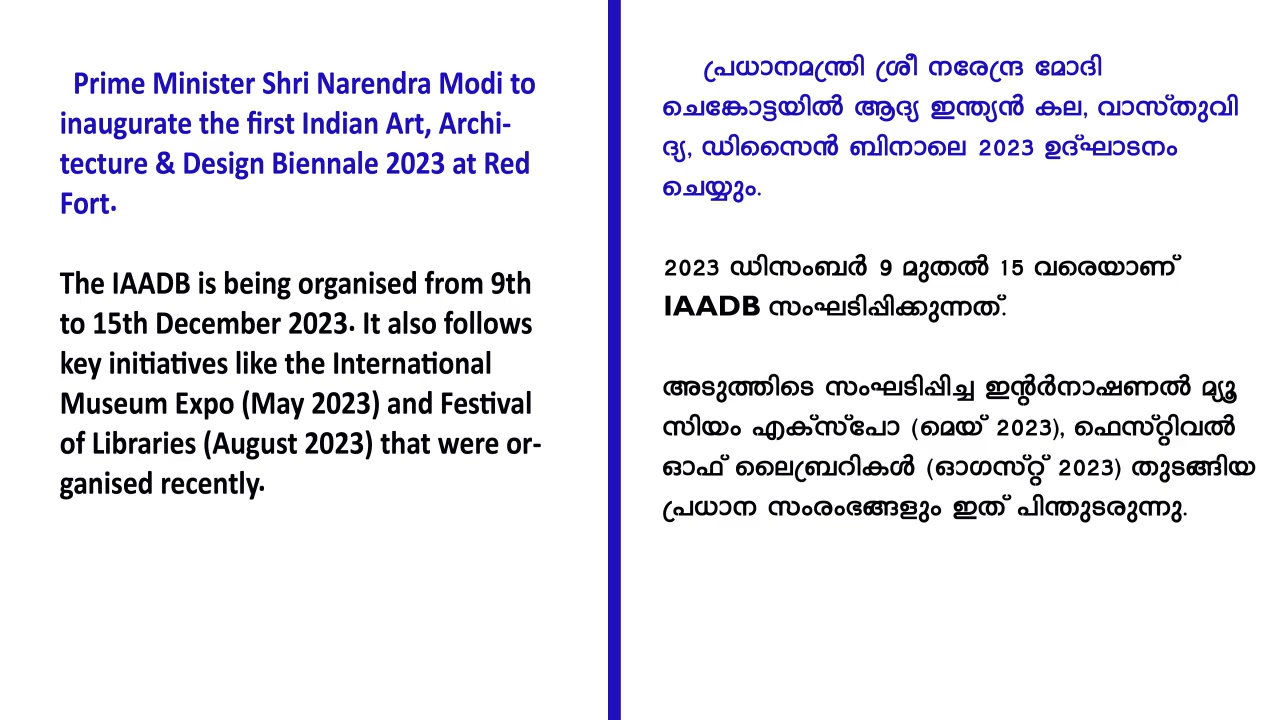 Prime Minister Shri Narendra Modi to
inaugurate the first Indian Art, Archi-
tecture & Design Biennale 2023 at Red
Fort.
The IAADB is being organised from 9th
to 15th December 2023. It also follows
key initiatives like the International
Museum Expo (May 2023) and Festival
of Libraries (August 2023) that were or-
ganised recently.
പ്രധാനമന്ത്രി ശ്രീ നരേന്ദ്ര മോദി
ചെങ്കോട്ടയിൽ ആദ്യ ഇന്ത്യൻ കല, വാസ്തുവി
ദ്യ, ഡിസൈൻ ബിനാലെ 2023 ഉദ്ഘാടനം
ചെയ്യും.
2023 ഡിസംബർ 9 മുതൽ 15 വരെയാണ്
IAADB സംഘടിപ്പിക്കുന്നത്.
അടുത്തിടെ സംഘടിപ്പിച്ച ഇന്റർനാഷണൽ മ്യൂ
സിയം എക്സ്പോ (മെയ് 2023), ഫെസ്റ്റിവൽ
ഓഫ് ലൈബ്രറികൾ (ഓഗസ്റ്റ് 2023) തുടങ്ങിയ
പ്രധാന സംരംഭങ്ങളും ഇത് പിന്തുടരുന്നു.